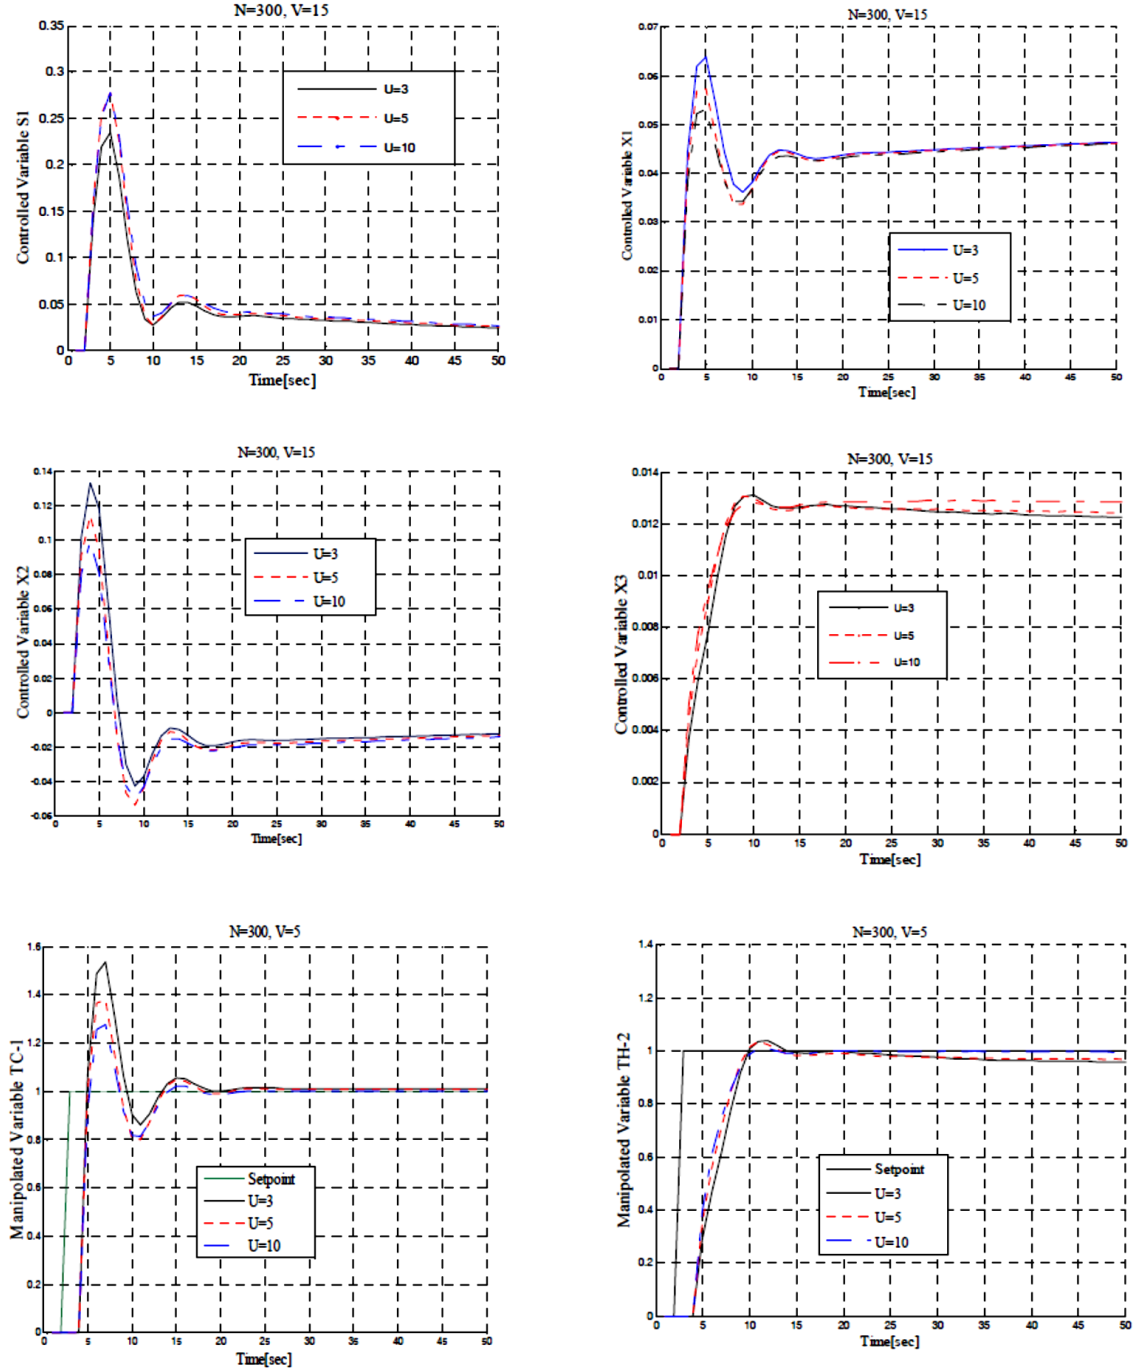 N=300, V=15
0.35
0.3
0.25
0.2
0.15
0.1
0.05
0
Controlled Variable S1
U=3
U=5
U=10
0 5 10 15 20 25 30 35 40 45 50
Time[sec]
N=300, V=15
0.07
0.06
0.05
0.04
0.03
0.02
0.01
0
Controlled Variable X1
U=3
U=5
U=10
0 5 10 15 20 25 30 35 40 45 50
Time[sec]
N=300, V=15
0.14
0.12
0.1
0.08
0.06
0.04
0.02
0
-0.02
-0.04
-0.06
Controlled Variable X2
U=3
U=5
U=10
0 5 10 15 20 25 30 35 40 45 50
Time[sec]
N=300, V=15
0.014
0.012
0.01
0.008
0.006
0.004
0.002
0
Controlled Variable X3
U=3
U=5
U=10
0 5 10 15 20 25 30 35 40 45 50
Time[sec]
N=300, V=5
1.6
1.4
1.2
1
0.8
0.6
0.4
0.2
0
Manipolated Variable TC-1
Setpoint
U=3
U=5
U=10
0 5 10 15 20 25 30 35 40 45 50
Time[sec]
N=300, V=5
1.4
1.2
1
0.8
0.6
0.4
0.2
0
Manipulated Variable TH-2
Setpoint
U=3
U=5
U=10
0 5 10 15 20 25 30 35 40 45 50
Time[sec]